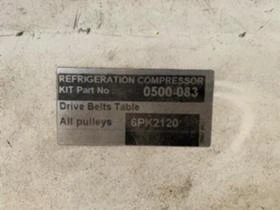 REFRIGERATION COMPRESSOR
KIT Part No: 0500-083
Drive Belts Table
All pulleys 6PK2120